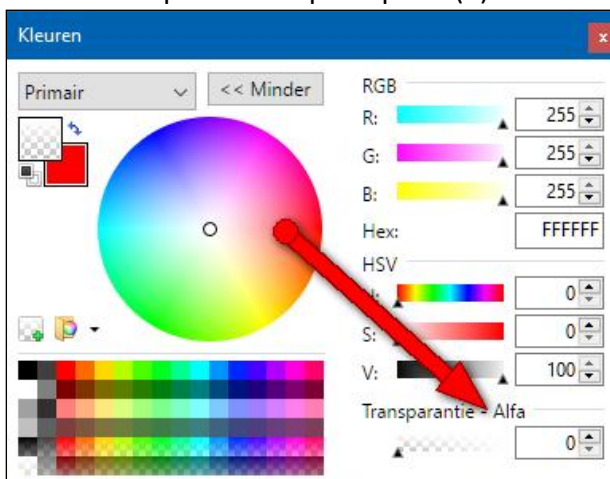 Kleuren
x
Primair
<< Minder
RGB
R: 255
G: 255
B: 255
Hex: FFFFFF
HSV
0
S: 0
V: 100
Transparantie - Alfa
0